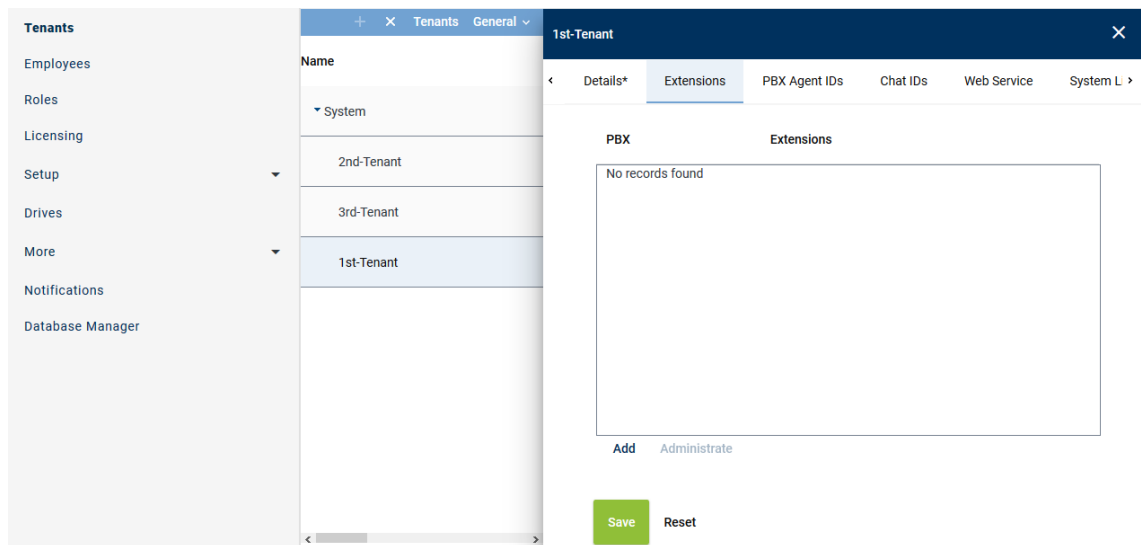 Tenants
Employees
Roles
Licensing
Setup
Drives
More
Notifications
Database Manager
+ × Tenants General
Name
System
2nd-Tenant
3rd-Tenant
1st-Tenant
1st-Tenant ×
Details* Extensions PBX Agent IDs Chat IDs Web Service System
PBX Extensions
No records found
Add Administrate
Save Reset